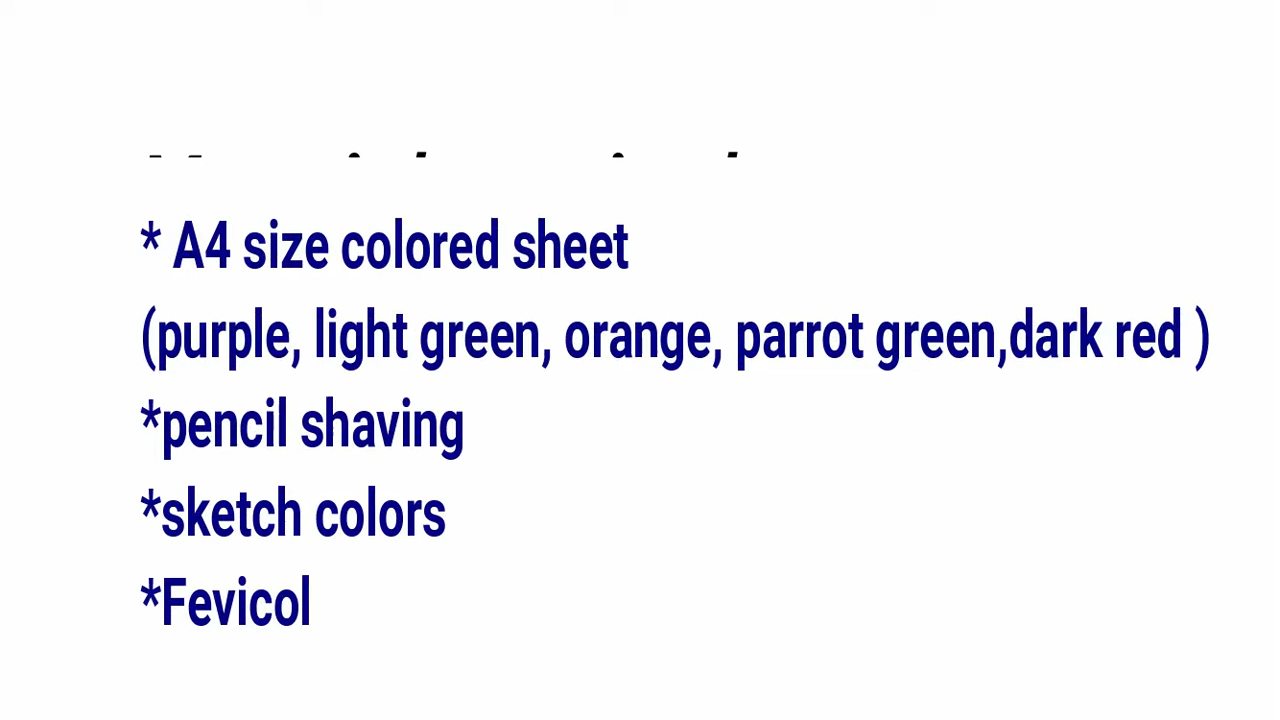 * A4 size colored sheet
(purple, light green, orange, parrot green,dark red )
*pencil shaving
*sketch colors
*Fevicol